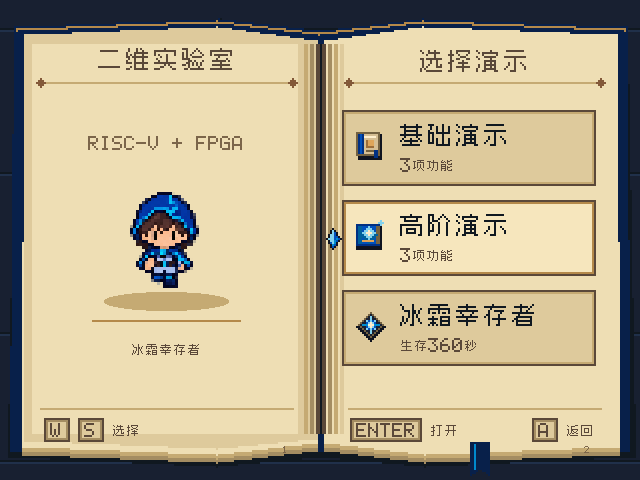 二维实验室
RISC-V + FPGA
冰霜幸存者
W S 选择
1
选择演示
基础演示
3项功能
高阶演示
3项功能
冰霜幸存者
生存360秒
ENTER 打开 A 返回
2